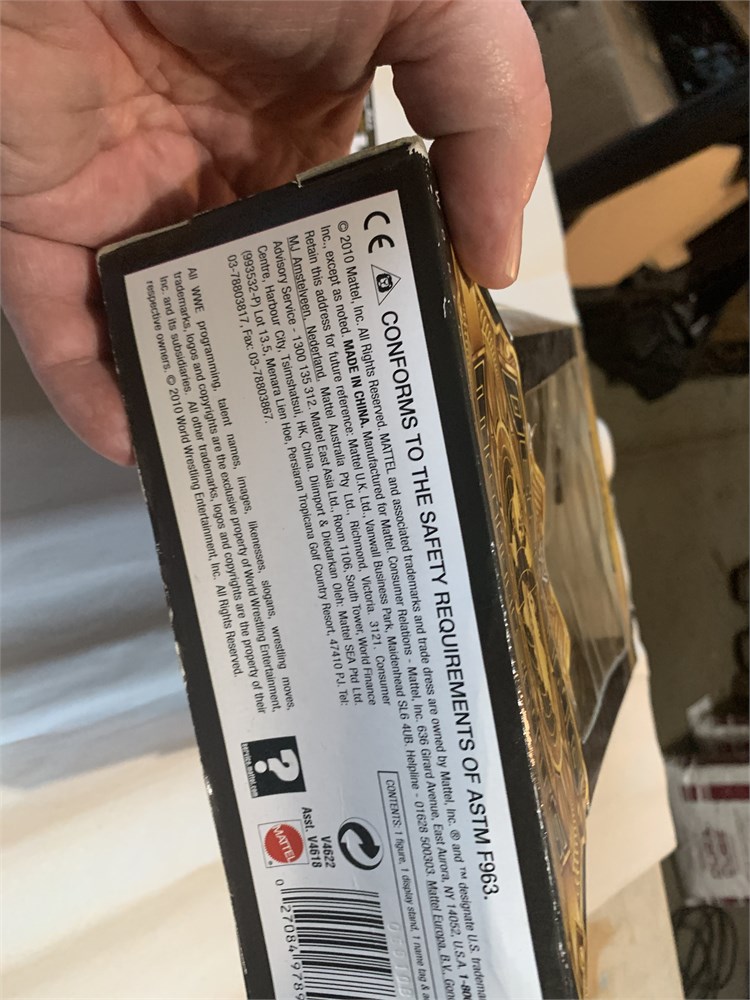 CE CONFORMS TO THE SAFETY REQUIREMENTS OF ASTM F963.
© 2010 Mattel, Inc. All Rights Reserved. MATTEL and associated trademarks and trade dress are owned by Mattel, Inc. ® and ™ designate U.S.
Inc., except as noted. MADE IN CHINA. Manufactured for Mattel. Consumer Relations - Mattel, Inc. 636 Girard Avenue, East Aurora, NY 14052, U.S.A.
Retain this address for future reference: Mattel U.K. Ltd., Vanwall Business Park, Maidenhead SL6 4UB. Helpline - 01628 500303. Mattel Europa, B.V.,
MJ Amstelveen, Nederland. Mattel Australia Pty Ltd., Richmond, Victoria. 3121. Consumer
Advisory Service - 1300 135 312. Mattel East Asia Ltd., Room 1106, South Tower, World Finance
Centre, Harbour City, Tsimshatsui, HK, China. Diimport & Diedarkan Oleh: Mattel SEA Ptd Ltd.
(993532-P) Lot 13.5, Menara Lien Hoe, Persiaran Tropicana Golf Country Resort, 47410 PJ. Tel:
03-78803817, Fax: 03-78803867.
CONTENTS: 1 figure, 1 display stand, 1 name tag &
All WWE programming, talent names, images, likenesses, slogans, wrestling moves,
trademarks, logos and copyrights are the exclusive property of World Wrestling Entertainment,
Inc. and its subsidiaries. All other trademarks, logos and copyrights are the property of their
respective owners. © 2010 World Wrestling Entertainment, Inc. All Rights Reserved.
?
service.mattel.com
MATTEL
V4622
Asst. V4618
0 27084 9789